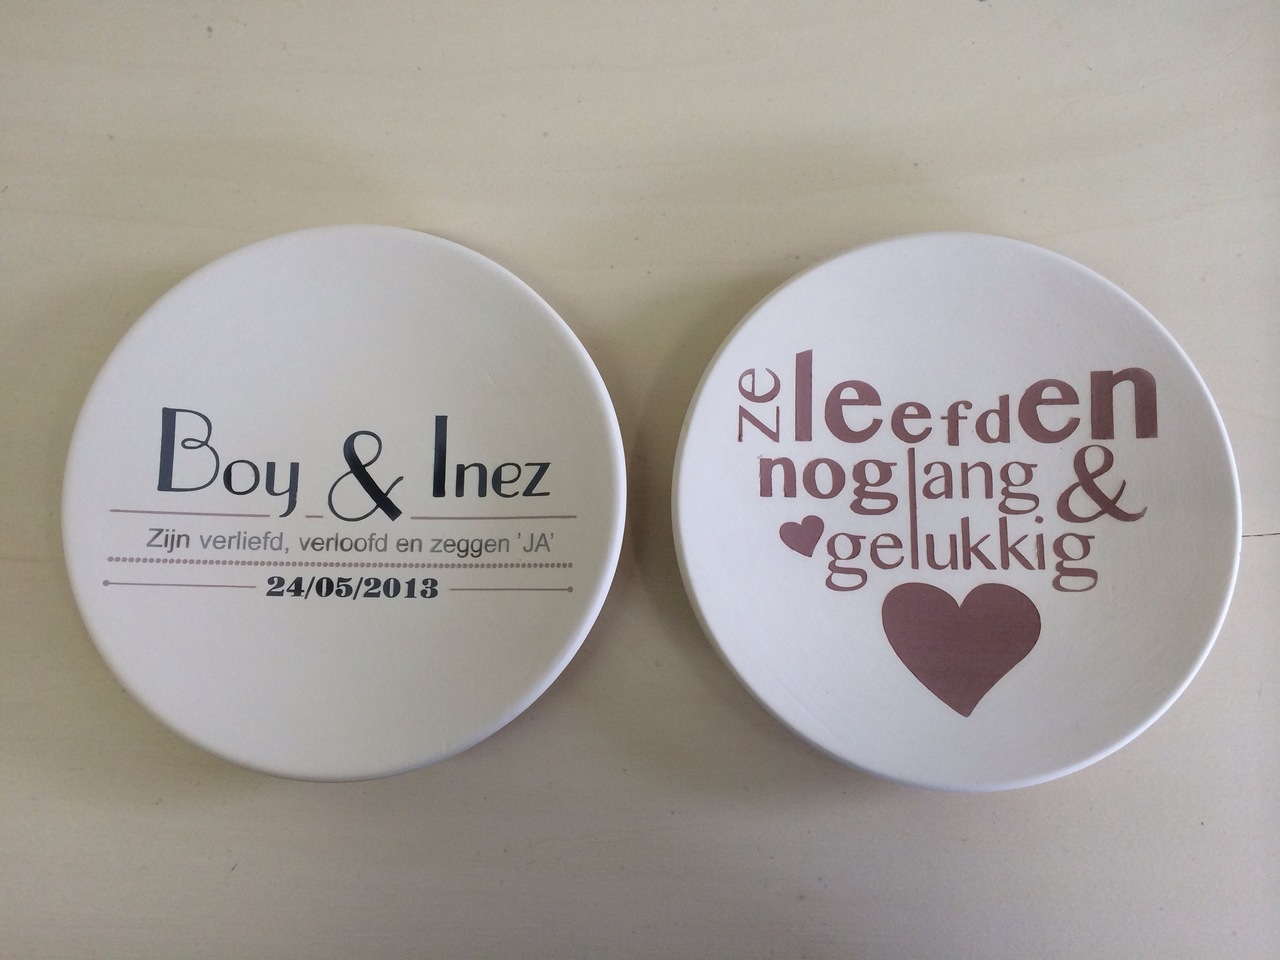 Boy & Inez
Zijn verliefd, verloofd en zeggen 'JA'
24/05/2013
ze leefden
nog lang &
gelukkig